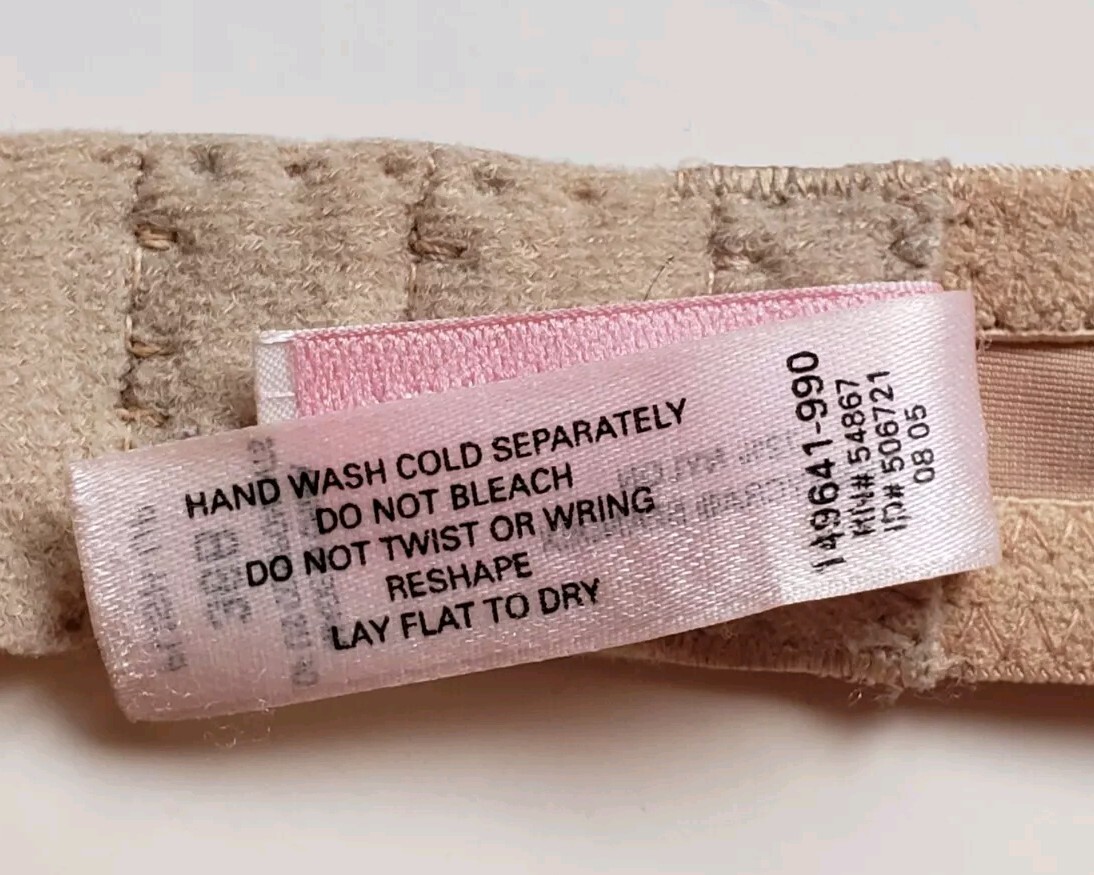 HAND WASH COLD SEPARATELY
DO NOT BLEACH
DO NOT TWIST OR WRING
RESHAPE
LAY FLAT TO DRY
149641-990
MIN# 54867
ID# 506721
08 05